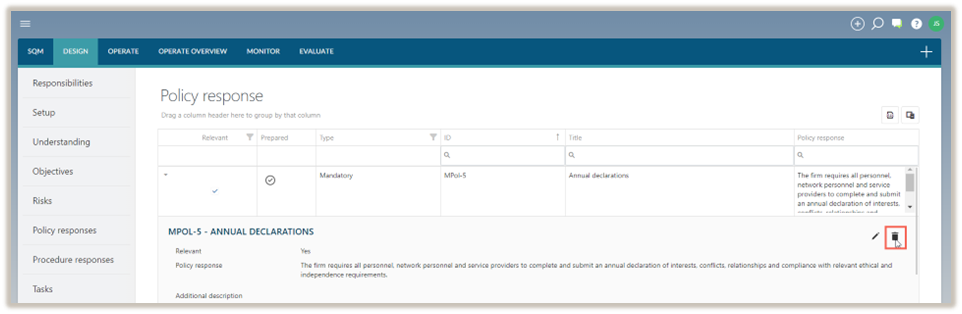 JS
SQM DESIGN OPERATE OPERATE OVERVIEW MONITOR EVALUATE
Responsibilities
Setup
Understanding
Objectives
Risks
Policy responses
Procedure responses
Tasks
Policy response
Drag a column header here to group by that column
Relevant Prepared Type ID Title Policy response
Mandatory MPol-5 Annual declarations The firm requires all personnel,
network personnel and service
providers to complete and submit
an annual declaration of interests,
conflicts, relationships and
MPOL-5 - ANNUAL DECLARATIONS
Relevant Yes
Policy response The firm requires all personnel, network personnel and service providers to complete and submit an annual declaration of interests, conflicts, relationships and compliance with relevant ethical and
independence requirements.
Additional description